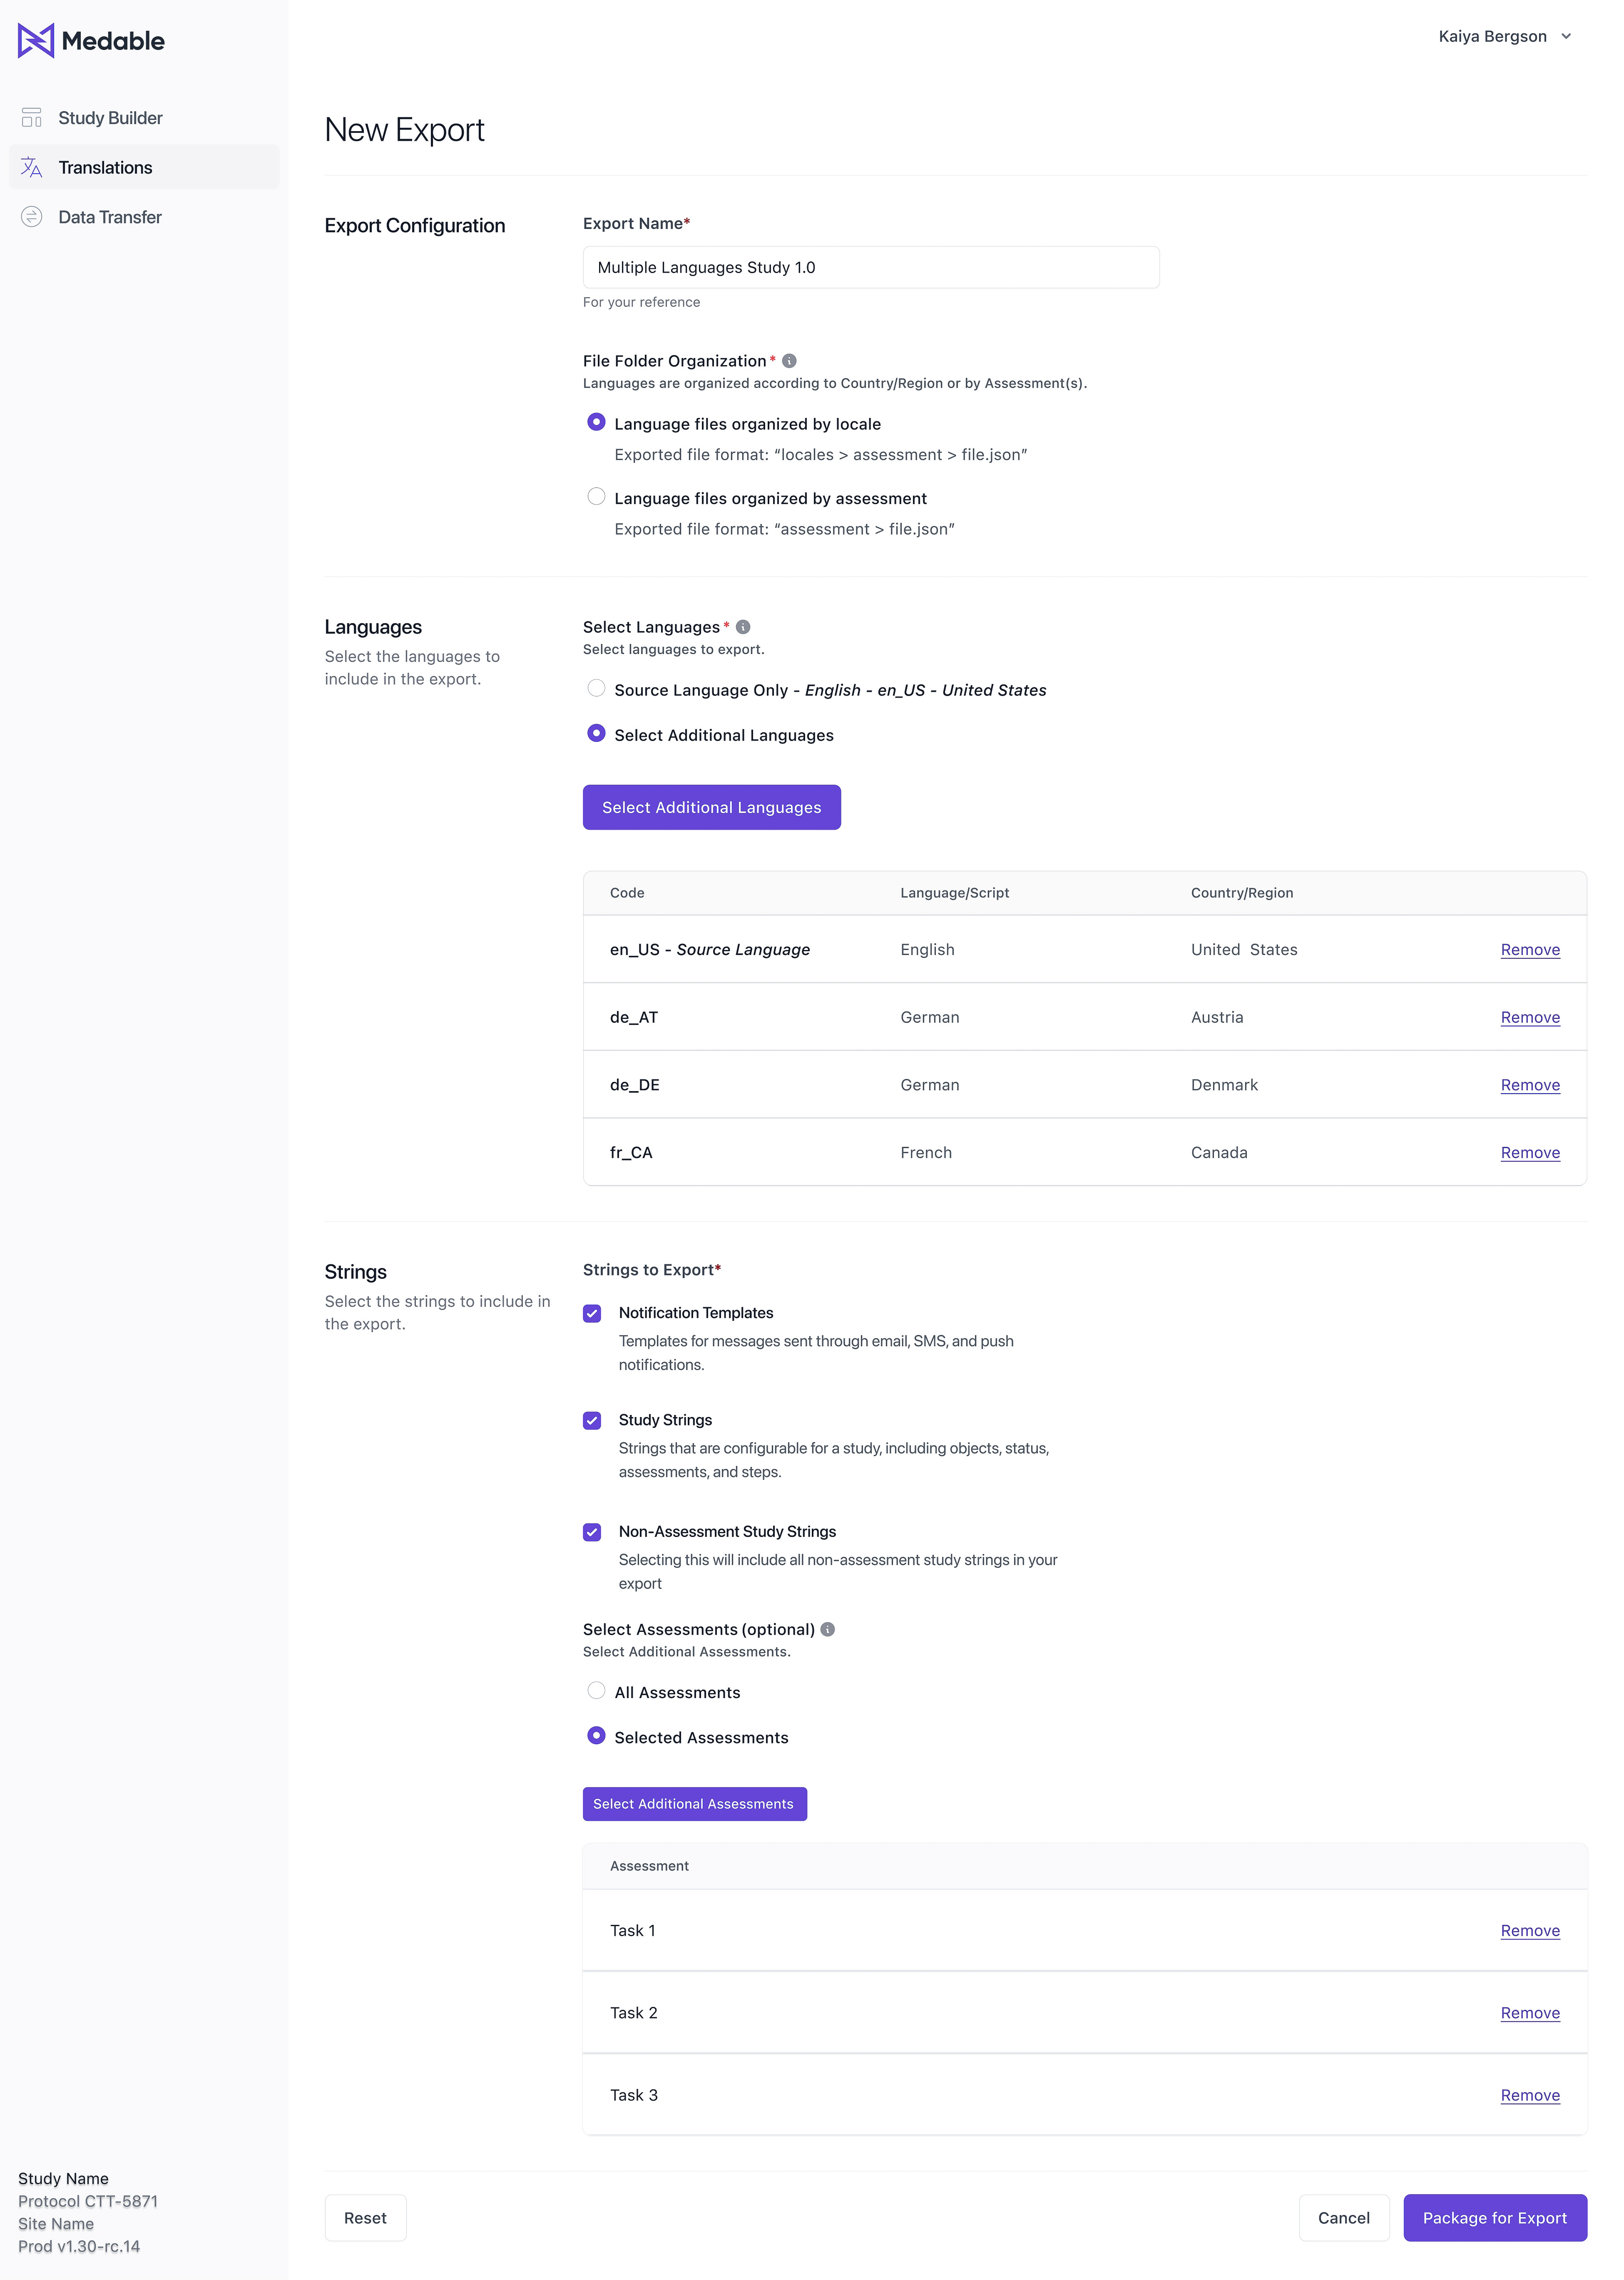 Medable
Kaiya Bergson
Study Builder
Translations
Data Transfer
New Export
Export Configuration
Export Name*
Multiple Languages Study 1.0
For your reference
File Folder Organization*
Languages are organized according to Country/Region or by Assessment(s).
Language files organized by locale
Exported file format: “locales > assessment > file.json”
Language files organized by assessment
Exported file format: “assessment > file.json”
Languages
Select the languages to
include in the export.
Select Languages*
Select languages to export.
Source Language Only - English - en_US - United States
Select Additional Languages
Select Additional Languages
Code Language/Script Country/Region
en_US - Source Language English United States Remove
de_AT German Austria Remove
de_DE German Denmark Remove
fr_CA French Canada Remove
Strings
Select the strings to include in
the export.
Strings to Export*
Notification Templates
Templates for messages sent through email, SMS, and push
notifications.
Study Strings
Strings that are configurable for a study, including objects, status,
assessments, and steps.
Non-Assessment Study Strings
Selecting this will include all non-assessment study strings in your
export
Select Assessments (optional)
Select Additional Assessments.
All Assessments
Selected Assessments
Select Additional Assessments
Assessment
Task 1 Remove
Task 2 Remove
Task 3 Remove
Study Name
Protocol CTT-5871
Site Name
Prod v1.30-rc.14
Reset
Cancel
Package for Export